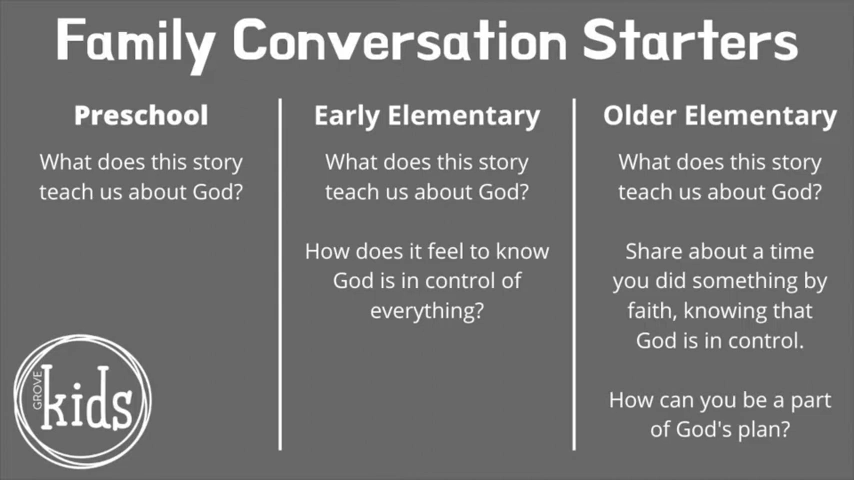 Family Conversation Starters
Preschool
What does this story
teach us about God?
Early Elementary
What does this story
teach us about God?
How does it feel to know
God is in control of
everything?
Older Elementary
What does this story
teach us about God?
Share about a time
you did something by
faith, knowing that
God is in control.
How can you be a part
of God's plan?
GROVE
kids